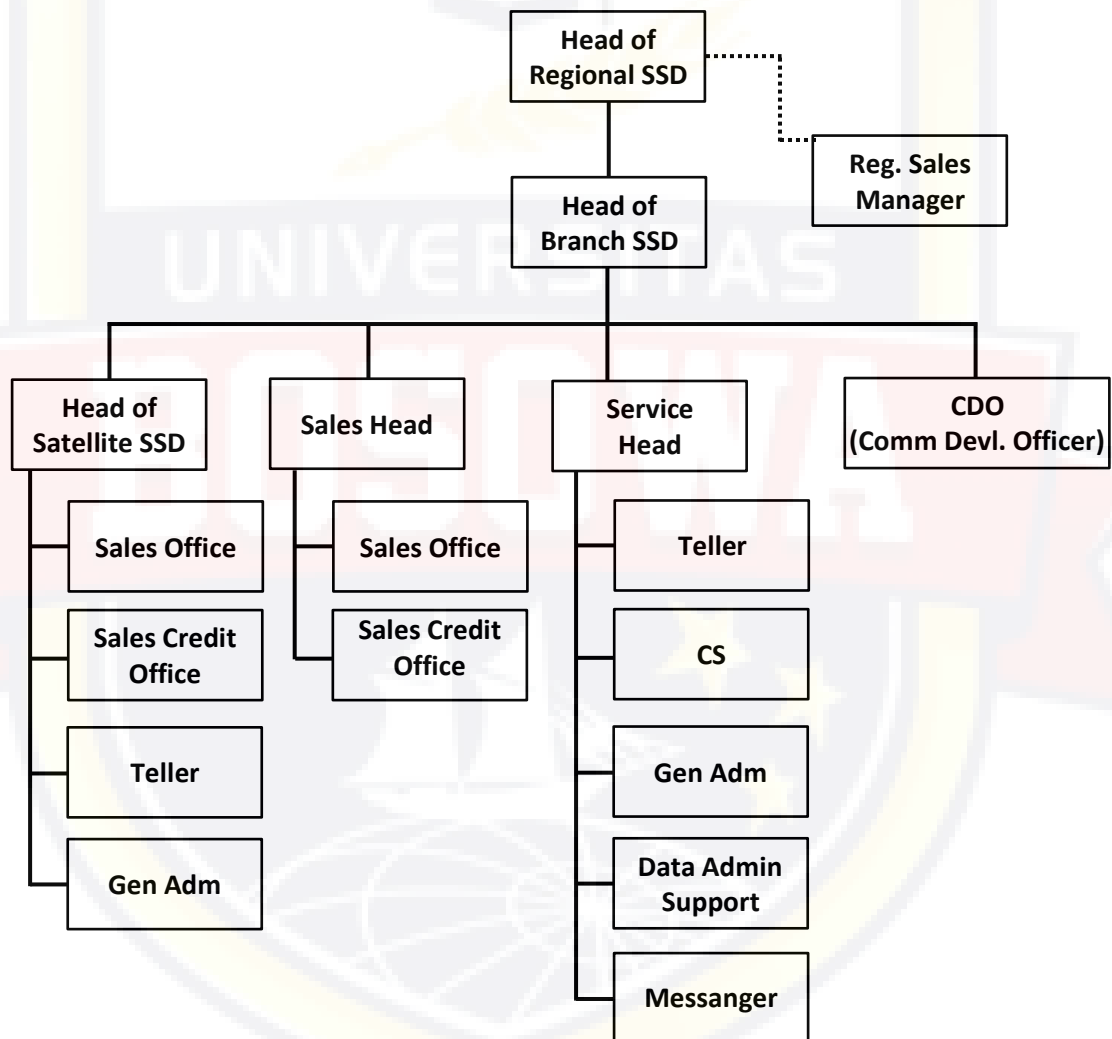 Head of
Regional SSD
Reg. Sales
Manager
Head of
Branch SSD
UNIVERSITAS
BOSOWA
Head of
Satellite SSD
Sales Head
Service
Head
CDO
(Comm Devl. Officer)
Sales Office
Sales Credit
Office
Teller
Gen Adm
Sales Office
Sales Credit
Office
Teller
CS
Gen Adm
Data Admin
Support
Messanger